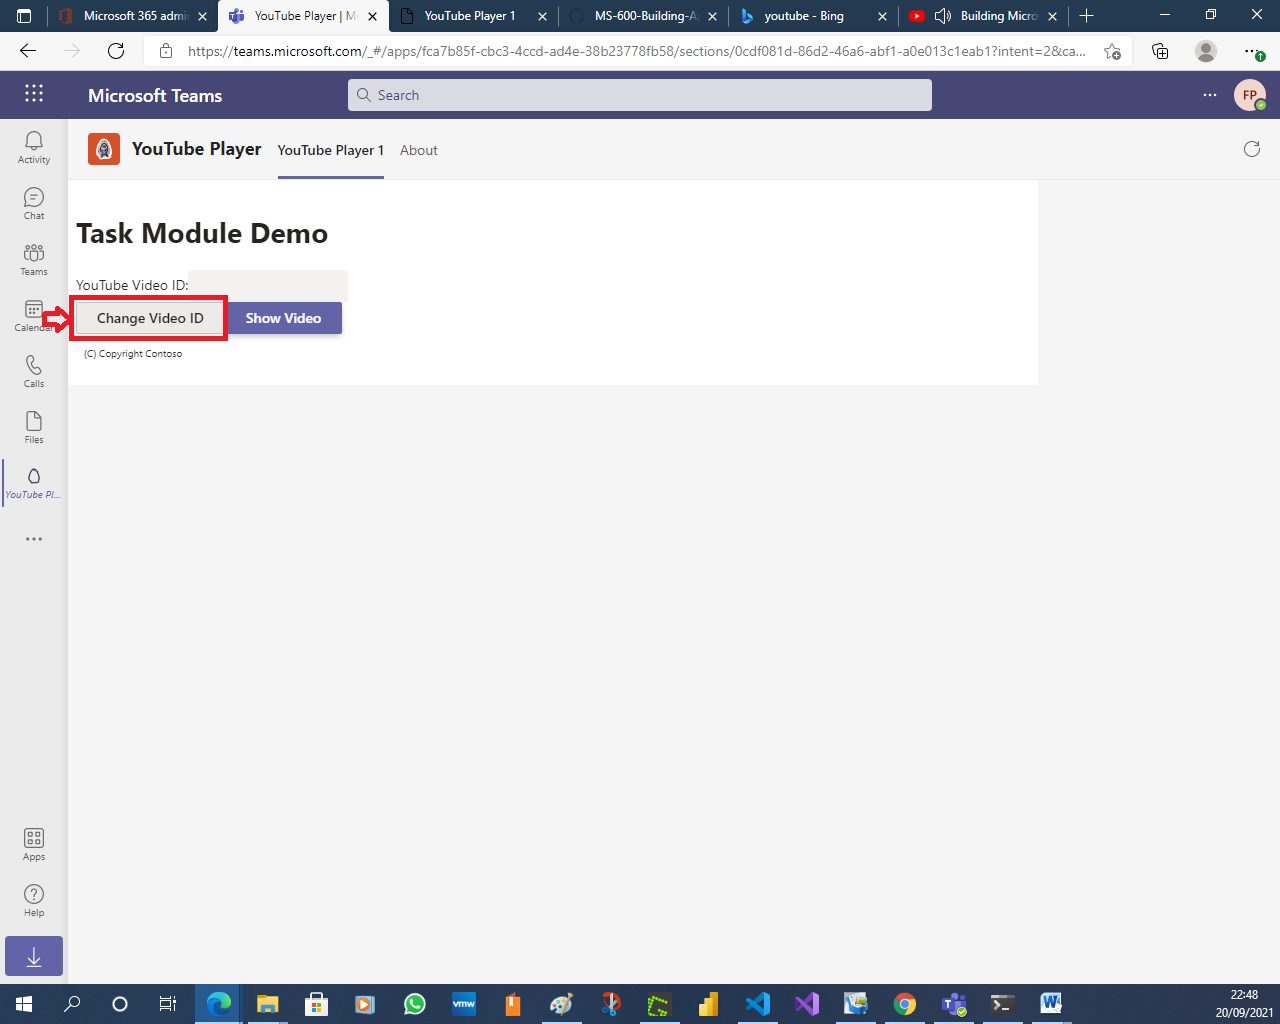 Microsoft 365 admi
YouTube Player | Mi
YouTube Player 1
MS-600-Building-A
youtube - Bing
Building Micro
https://teams.microsoft.com/_#/apps/fca7b85f-cbc3-4ccd-ad4e-38b23778fb58/sections/0cdf081d-86d2-46a6-abf1-a0e013c1eab1?intent=2&ca...
Microsoft Teams
Search
FP
Activity
Chat
Teams
Calendar
Calls
Files
YouTube Pl...
Apps
Help
YouTube Player
YouTube Player 1
About
Task Module Demo
YouTube Video ID:
Change Video ID
Show Video
(C) Copyright Contoso
vmw
22:48
20/09/2021